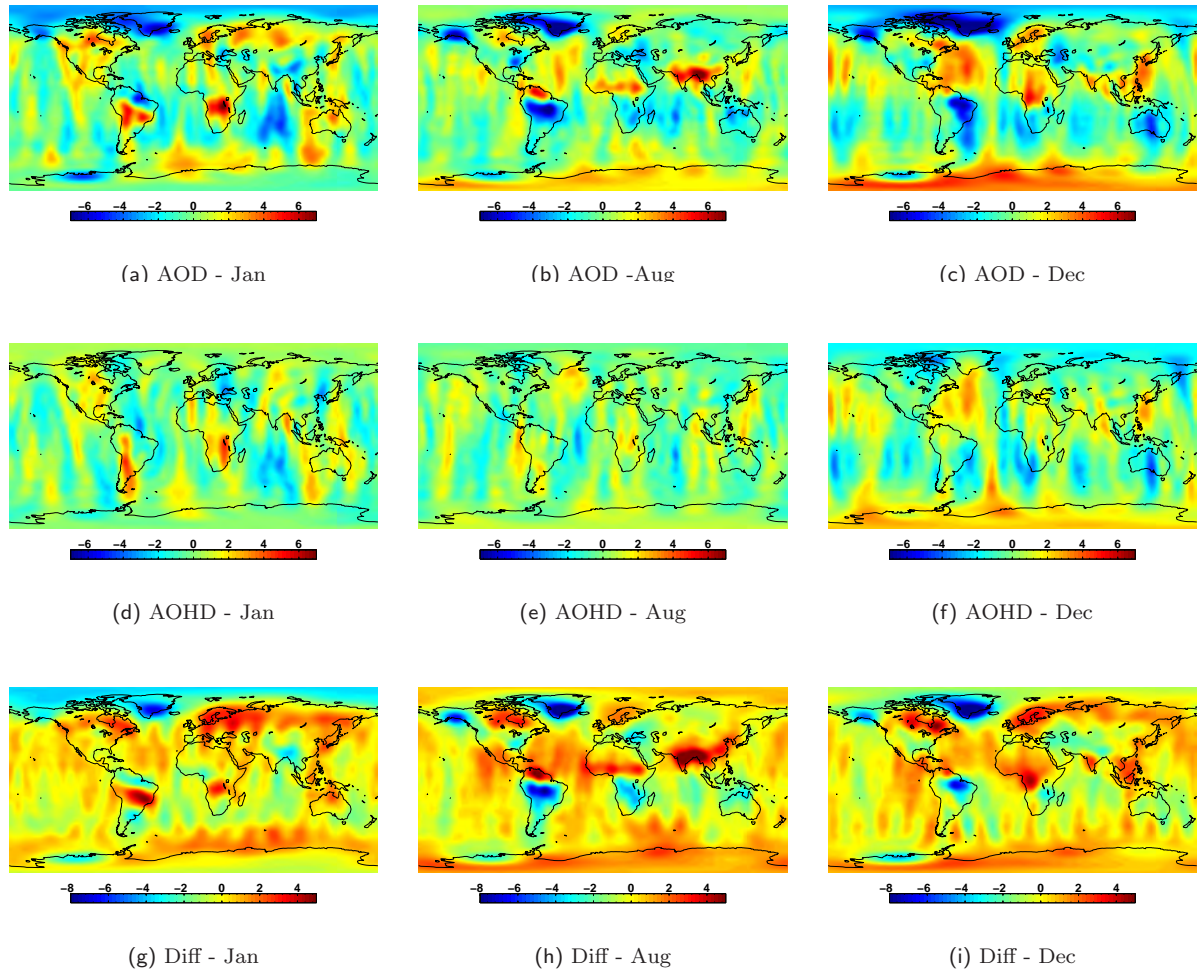 −6 −4 −2 0 2 4 6
−6 −4 −2 0 2 4 6
−6 −4 −2 0 2 4 6
(a) AOD - Jan
(b) AOD -Aug
(c) AOD - Dec
−6 −4 −2 0 2 4 6
−6 −4 −2 0 2 4 6
−6 −4 −2 0 2 4 6
(d) AOHD - Jan
(e) AOHD - Aug
(f) AOHD - Dec
−8 −6 −4 −2 0 2 4
−8 −6 −4 −2 0 2 4
−8 −6 −4 −2 0 2 4
(g) Diff - Jan
(h) Diff - Aug
(i) Diff - Dec